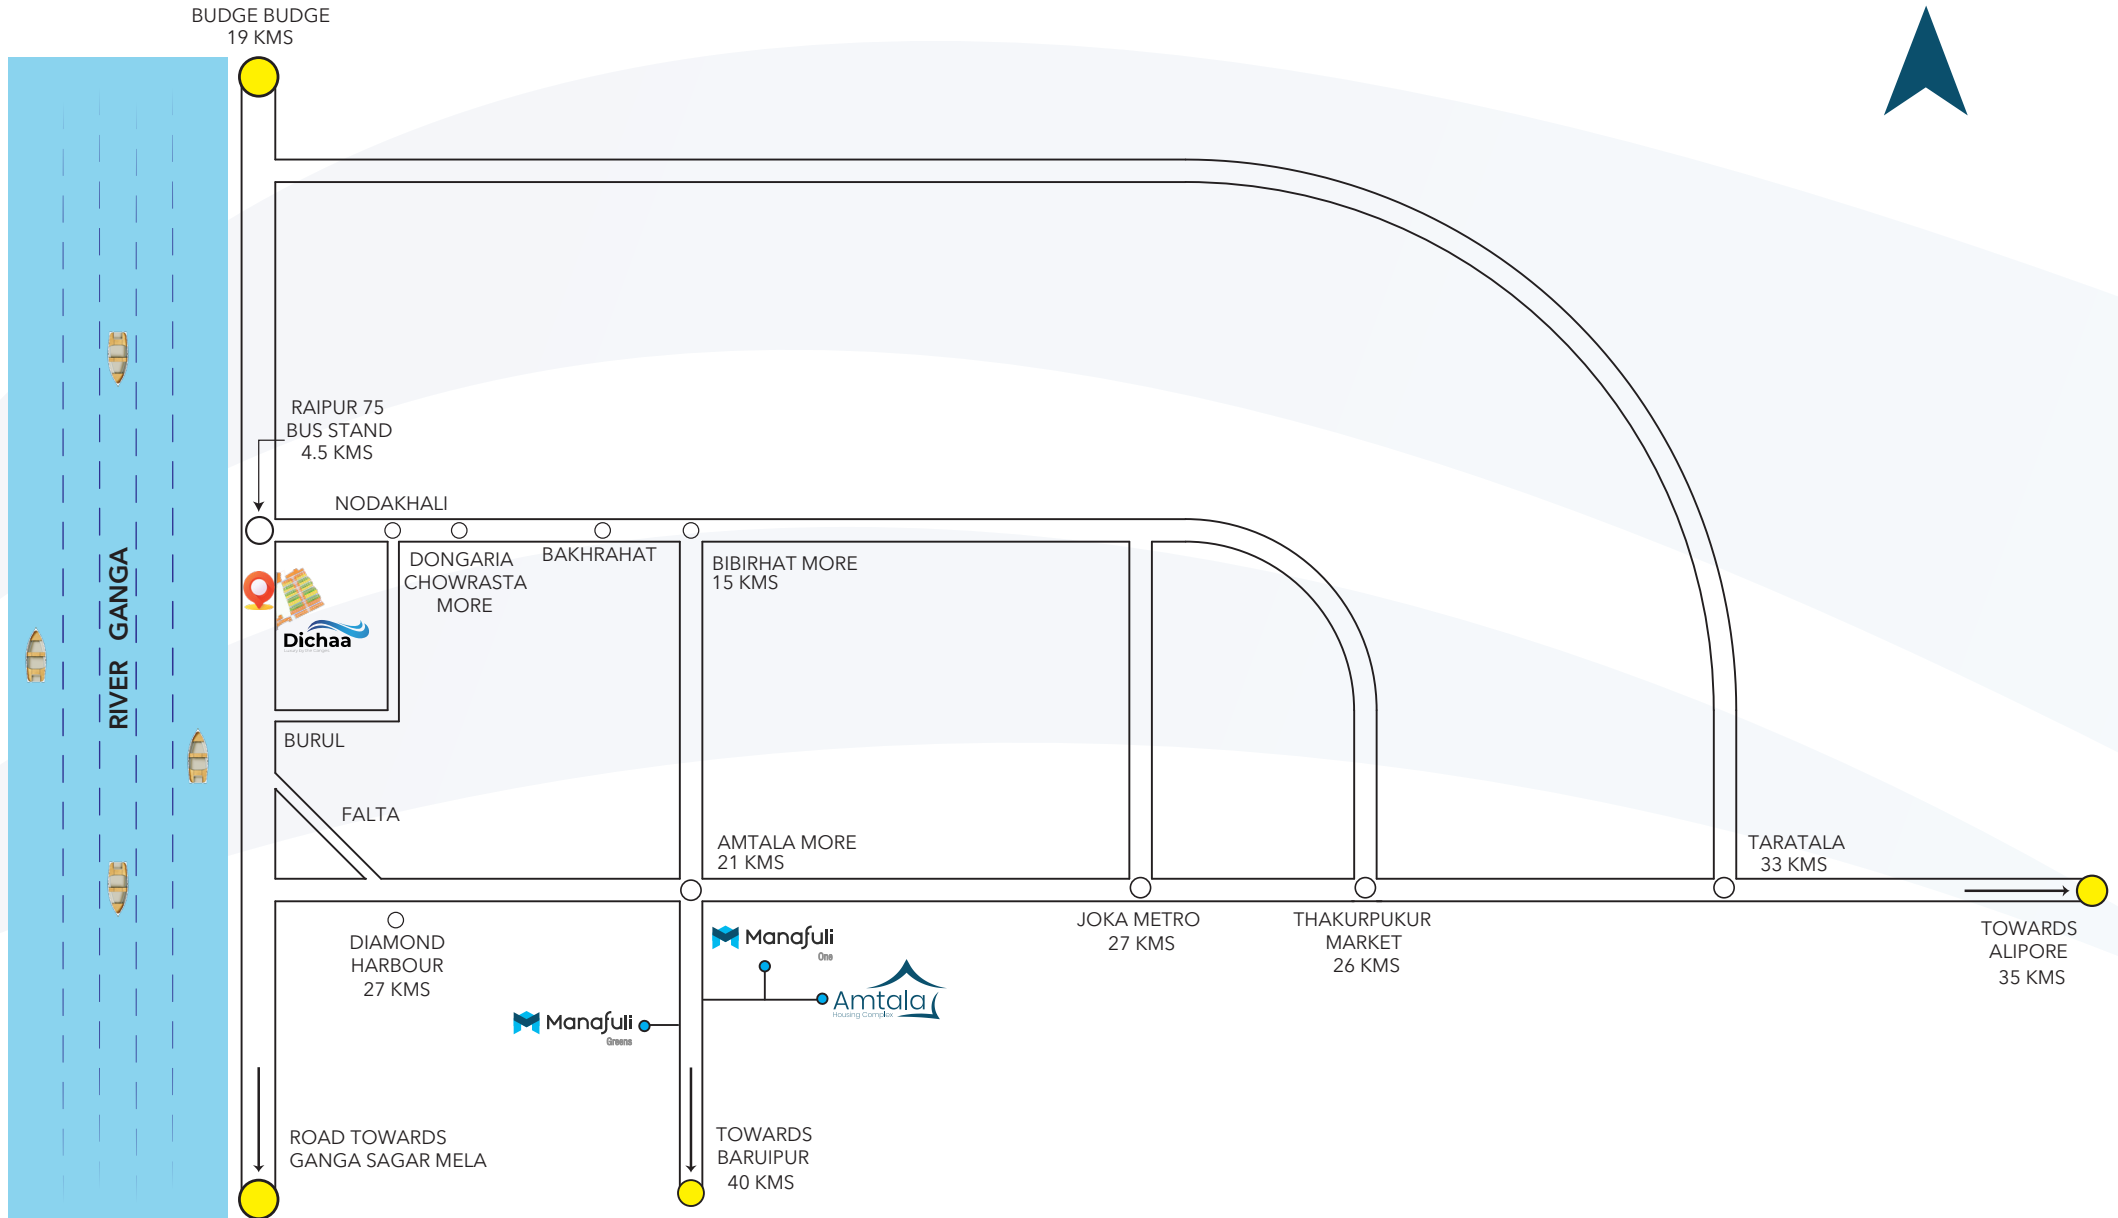 BUDGE BUDGE
19 KMS
RAIPUR 75
BUS STAND
4.5 KMS
NODAKHALI
DONGARIA
CHOWRASTA
MORE
BAKHRAHAT
BIBIRHAT MORE
15 KMS
RIVER GANGA
Dichaa
BURUL
FALTA
AMTALA MORE
21 KMS
TARATALA
33 KMS
DIAMOND
HARBOUR
27 KMS
Manafuli
One
JOKA METRO
27 KMS
THAKURPUKUR
MARKET
26 KMS
TOWARDS
ALIPORE
35 KMS
Amtala
Housing Complex
Manafuli
Greens
ROAD TOWARDS
GANGA SAGAR MELA
TOWARDS
BARUIPUR
40 KMS